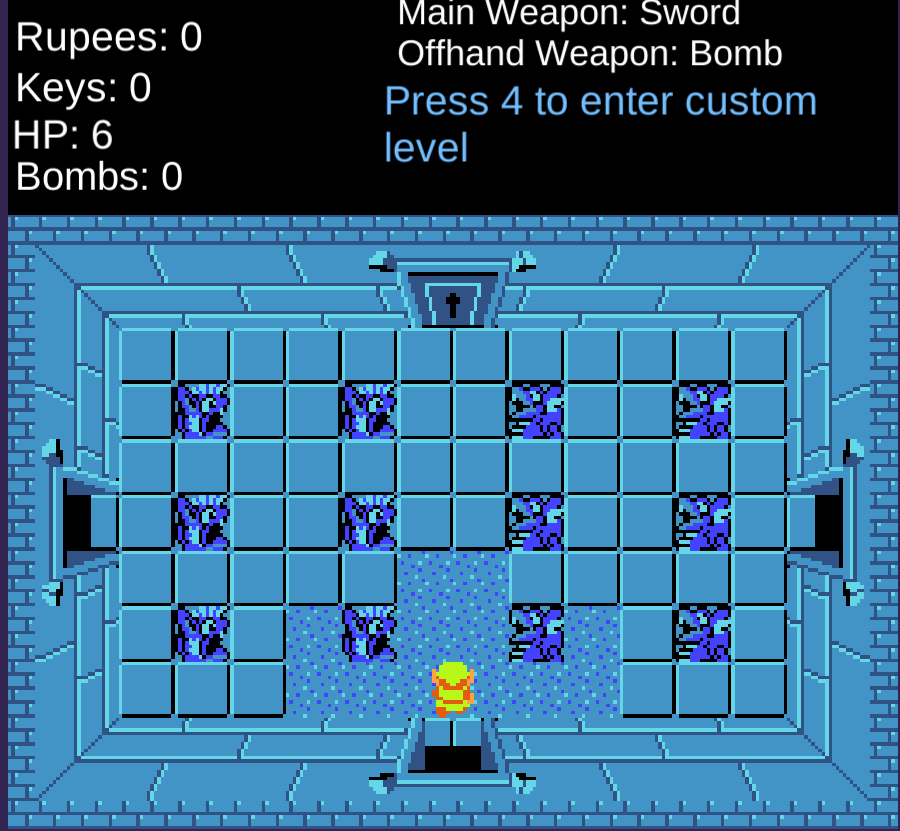 Rupees: 0
Keys: 0
HP: 6
Bombs: 0
Main Weapon: Sword
Offhand Weapon: Bomb
Press 4 to enter custom
level